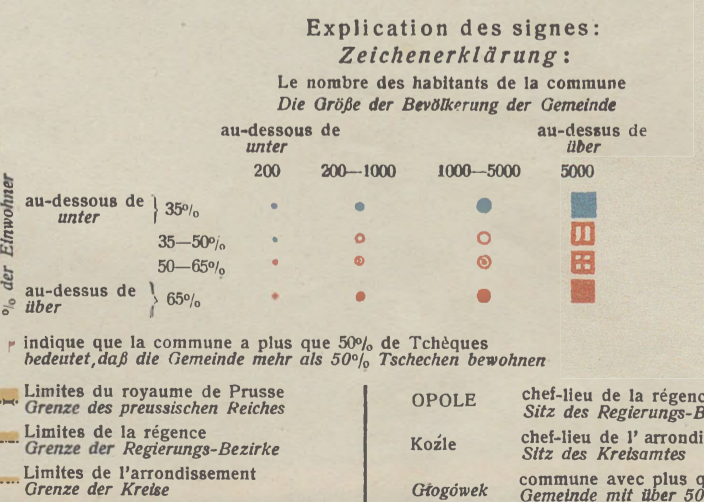 Explication des signes:
Zeichenerklärung:
Le nombre des habitants de la commune
Die Größe der Bevölkerung der Gemeinde
au-dessous de au-dessus de
unter über
200 200—1000 1000—5000 5000
% der Einwohner
au-dessous de } 35%
unter
35—50%
50—65%
au-dessus de } 65%
über
indique que la commune a plus que 50% de Tchèques
bedeutet, daß die Gemeinde mehr als 50% Tschechen bewohnen
Limites du royaume de Prusse
Grenze des preussischen Reiches
Limites de la régence
Grenze der Regierungs-Bezirke
Limites de l'arrondissement
Grenze der Kreise
OPOLE chef-lieu de la régenc
Sitz des Regierungs-B
Koźle chef-lieu de l' arrondi
Sitz des Kreisamtes
Głogówek commune avec plus q
Gemeinde mit über 50